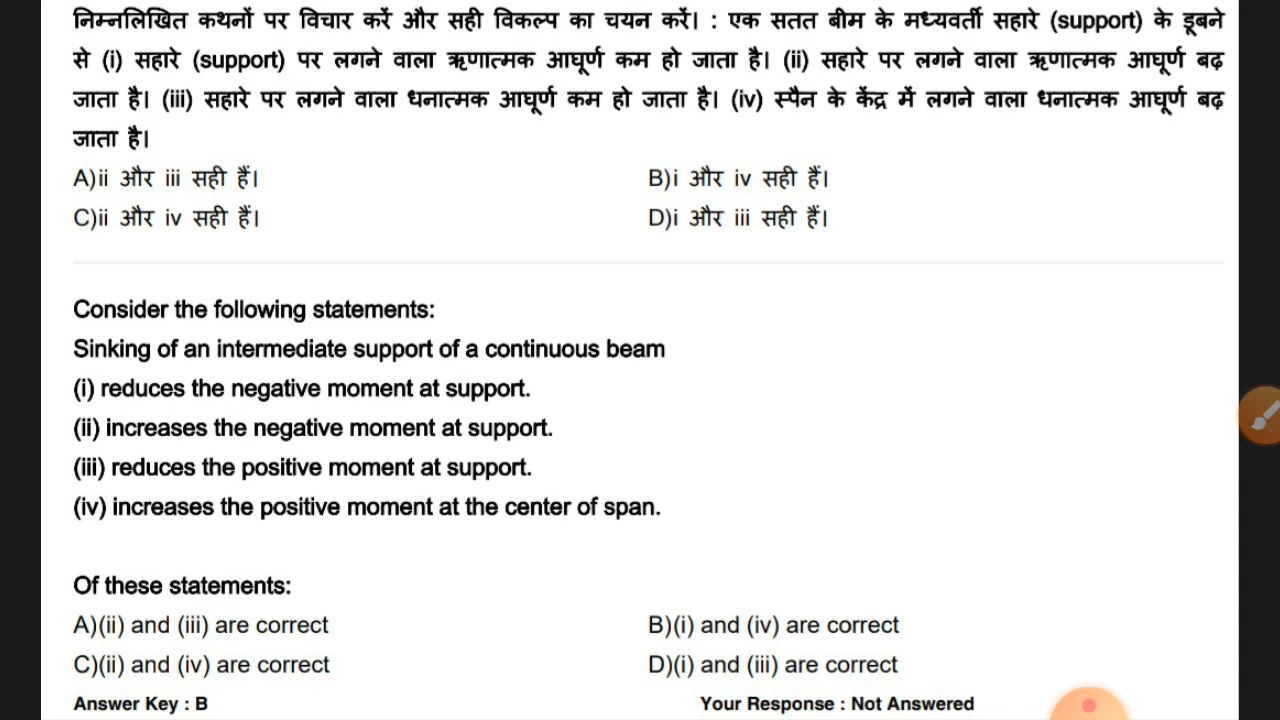 निम्नलिखित कथनों पर विचार करें और सही विकल्प का चयन करें। : एक सतत बीम के मध्यवर्ती सहारे (support) के डूबने
से (i) सहारे (support) पर लगने वाला ऋणात्मक आघूर्ण कम हो जाता है। (ii) सहारे पर लगने वाला ऋणात्मक आघूर्ण बढ़
जाता है। (iii) सहारे पर लगने वाला धनात्मक आघूर्ण कम हो जाता है। (iv) स्पैन के केंद्र में लगने वाला धनात्मक आघूर्ण बढ़
जाता है।
A)ii और iii सही हैं।
B)i और iv सही हैं।
C)ii और iv सही हैं।
D)i और iii सही हैं।
Consider the following statements:
Sinking of an intermediate support of a continuous beam
(i) reduces the negative moment at support.
(ii) increases the negative moment at support.
(iii) reduces the positive moment at support.
(iv) increases the positive moment at the center of span.
Of these statements:
A)(ii) and (iii) are correct
B)(i) and (iv) are correct
C)(ii) and (iv) are correct
D)(i) and (iii) are correct
Answer Key : B
Your Response : Not Answered